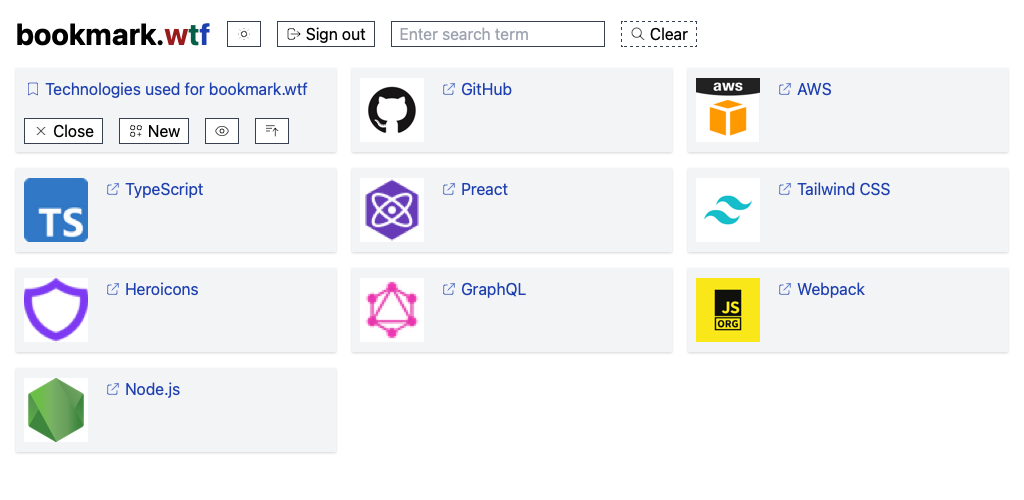 bookmark.wtf Sign out Enter search term Clear
Technologies used for bookmark.wtf
Close New
GitHub
aws
AWS
TS
TypeScript
Preact
Tailwind CSS
Heroicons
GraphQL
JS
ORG
Webpack
Node.js